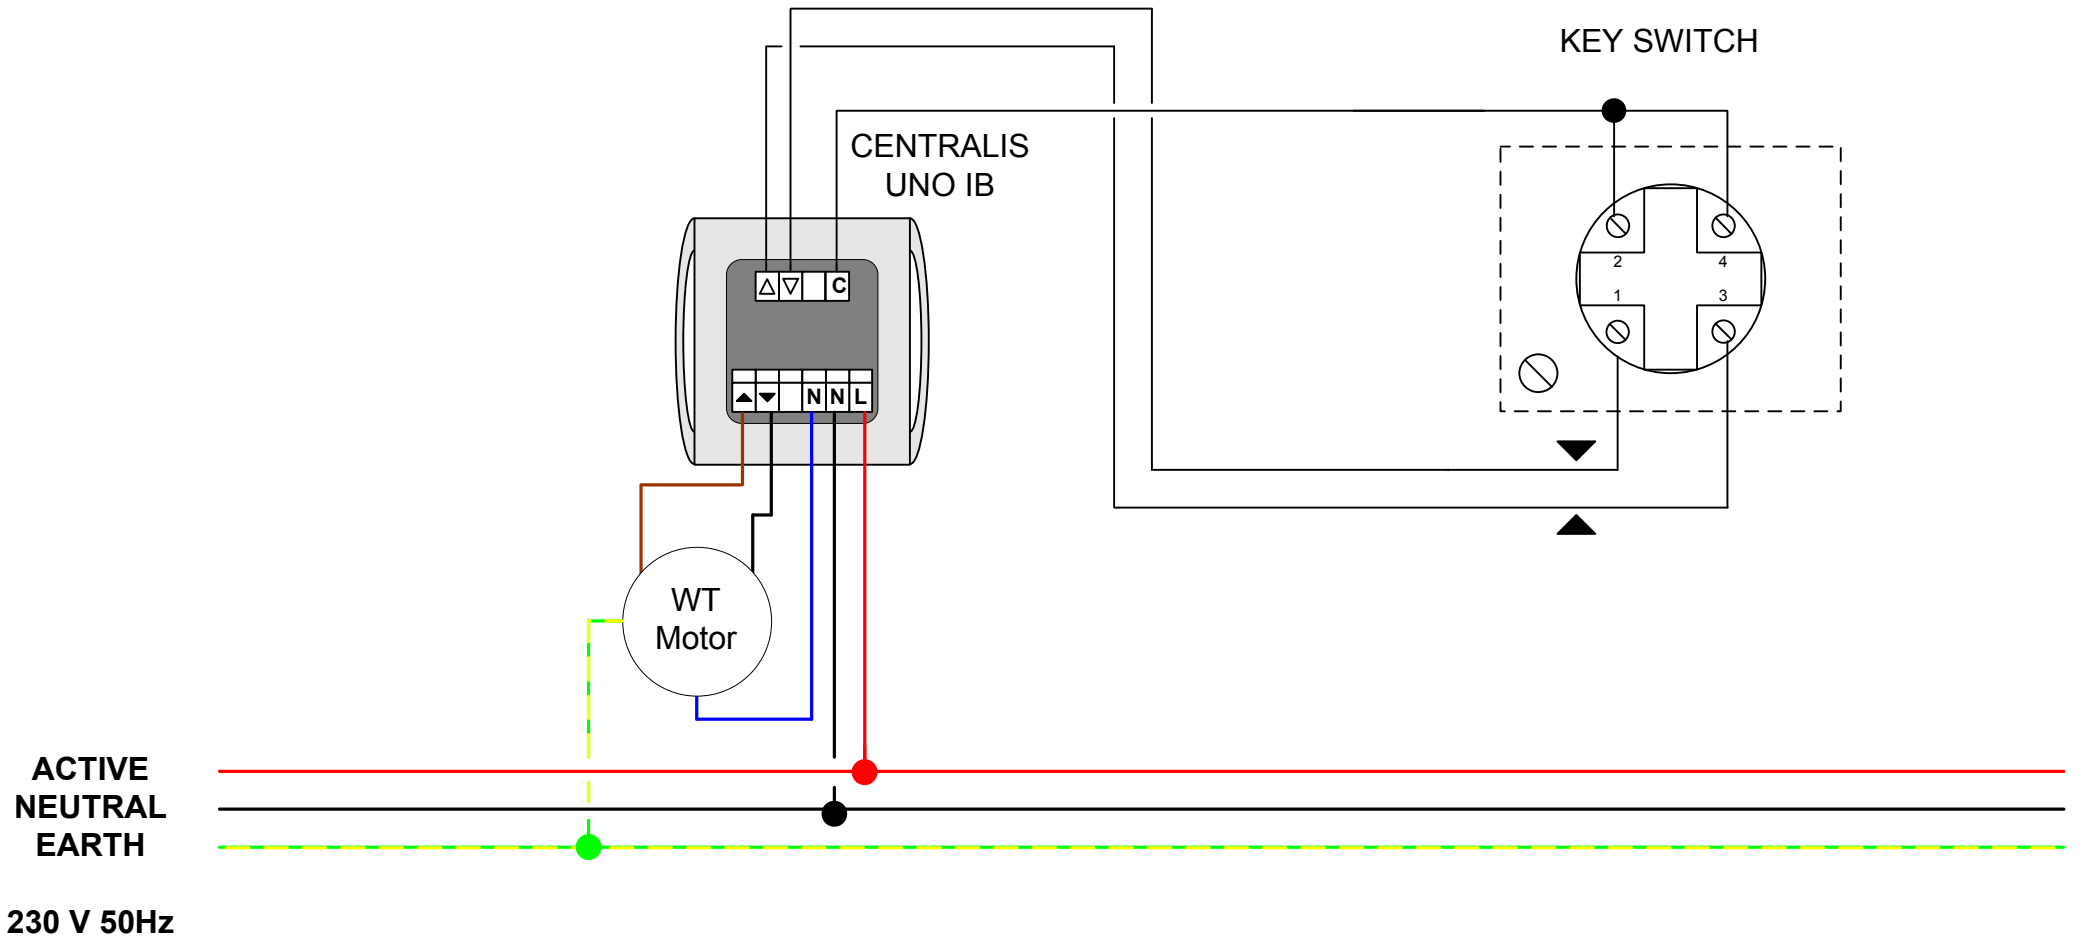 KEY SWITCH
CENTRALIS
UNO IB
C
2 4
1 3
N N L
WT
Motor
ACTIVE
NEUTRAL
EARTH
230 V 50Hz